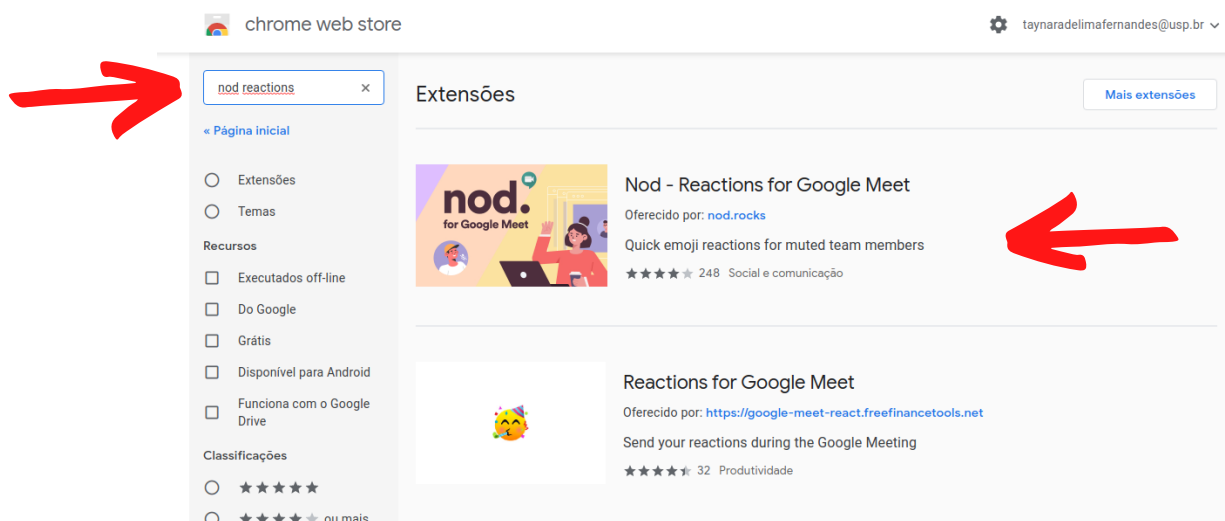 chrome web store
taynaradelimafernandes@usp.br
nod reactions
« Página inicial
Extensões
Temas
Recursos
Executados off-line
Do Google
Grátis
Disponível para Android
Funciona com o Google
Drive
Classificações
ou mais
Extensões
Mais extensões
nod.
for Google Meet
Nod - Reactions for Google Meet
Oferecido por: nod.rocks
Quick emoji reactions for muted team members
248 Social e comunicação
Reactions for Google Meet
Oferecido por: https://google-meet-react.freefinancetools.net
Send your reactions during the Google Meeting
32 Produtividade